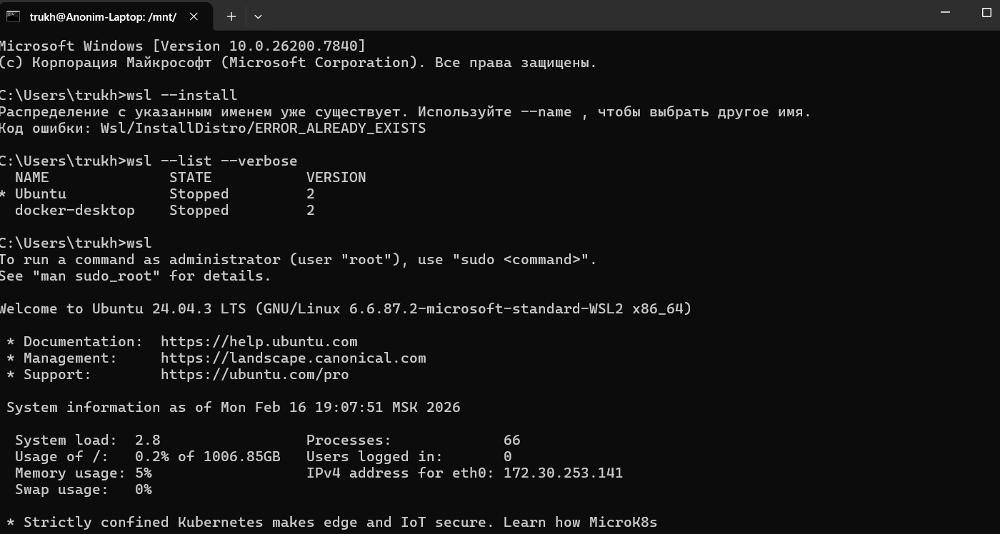 trukh@Anonim-Laptop: /mnt/
Microsoft Windows [Version 10.0.26200.7840]
(c) Корпорация Майкрософт (Microsoft Corporation). Все права защищены.
C:\Users\trukh>wsl --install
Распределение с указанным именем уже существует. Используйте --name , чтобы выбрать другое имя.
Код ошибки: Wsl/InstallDistro/ERROR_ALREADY_EXISTS
C:\Users\trukh>wsl --list --verbose
NAME STATE VERSION
* Ubuntu Stopped 2
docker-desktop Stopped 2
C:\Users\trukh>wsl
To run a command as administrator (user "root"), use "sudo <command>".
See "man sudo_root" for details.
Welcome to Ubuntu 24.04.3 LTS (GNU/Linux 6.6.87.2-microsoft-standard-WSL2 x86_64)
* Documentation: https://help.ubuntu.com
* Management: https://landscape.canonical.com
* Support: https://ubuntu.com/pro
System information as of Mon Feb 16 19:07:51 MSK 2026
System load: 2.8 Processes: 66
Usage of /: 0.2% of 1006.85GB Users logged in: 0
Memory usage: 5% IPv4 address for eth0: 172.30.253.141
Swap usage: 0%
* Strictly confined Kubernetes makes edge and IoT secure. Learn how MicroK8s